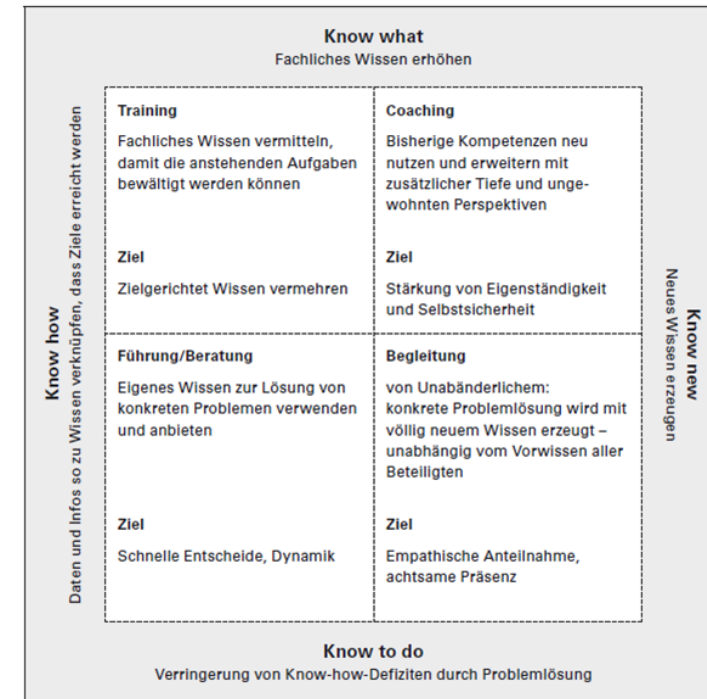 Know what
Fachliches Wissen erhöhen
Know how
Daten und Infos so zu Wissen verknüpfen, dass Ziele erreicht werden
Training
Fachliches Wissen vermitteln,
damit die anstehenden Aufgaben
bewältigt werden können
Ziel
Zielgerichtet Wissen vermehren
Coaching
Bisherige Kompetenzen neu
nutzen und erweitern mit
zusätzlicher Tiefe und unge-
wohnten Perspektiven
Ziel
Stärkung von Eigenständigkeit
und Selbstsicherheit
Führung/Beratung
Eigenes Wissen zur Lösung von
konkreten Problemen verwenden
und anbieten
Ziel
Schnelle Entscheide, Dynamik
Begleitung
von Unabänderlichem:
konkrete Problemlösung wird mit
völlig neuem Wissen erzeugt –
unabhängig vom Vorwissen aller
Beteiligten
Ziel
Empathische Anteilnahme,
achtsame Präsenz
Know new
Neues Wissen erzeugen
Know to do
Verringerung von Know-how-Defiziten durch Problemlösung